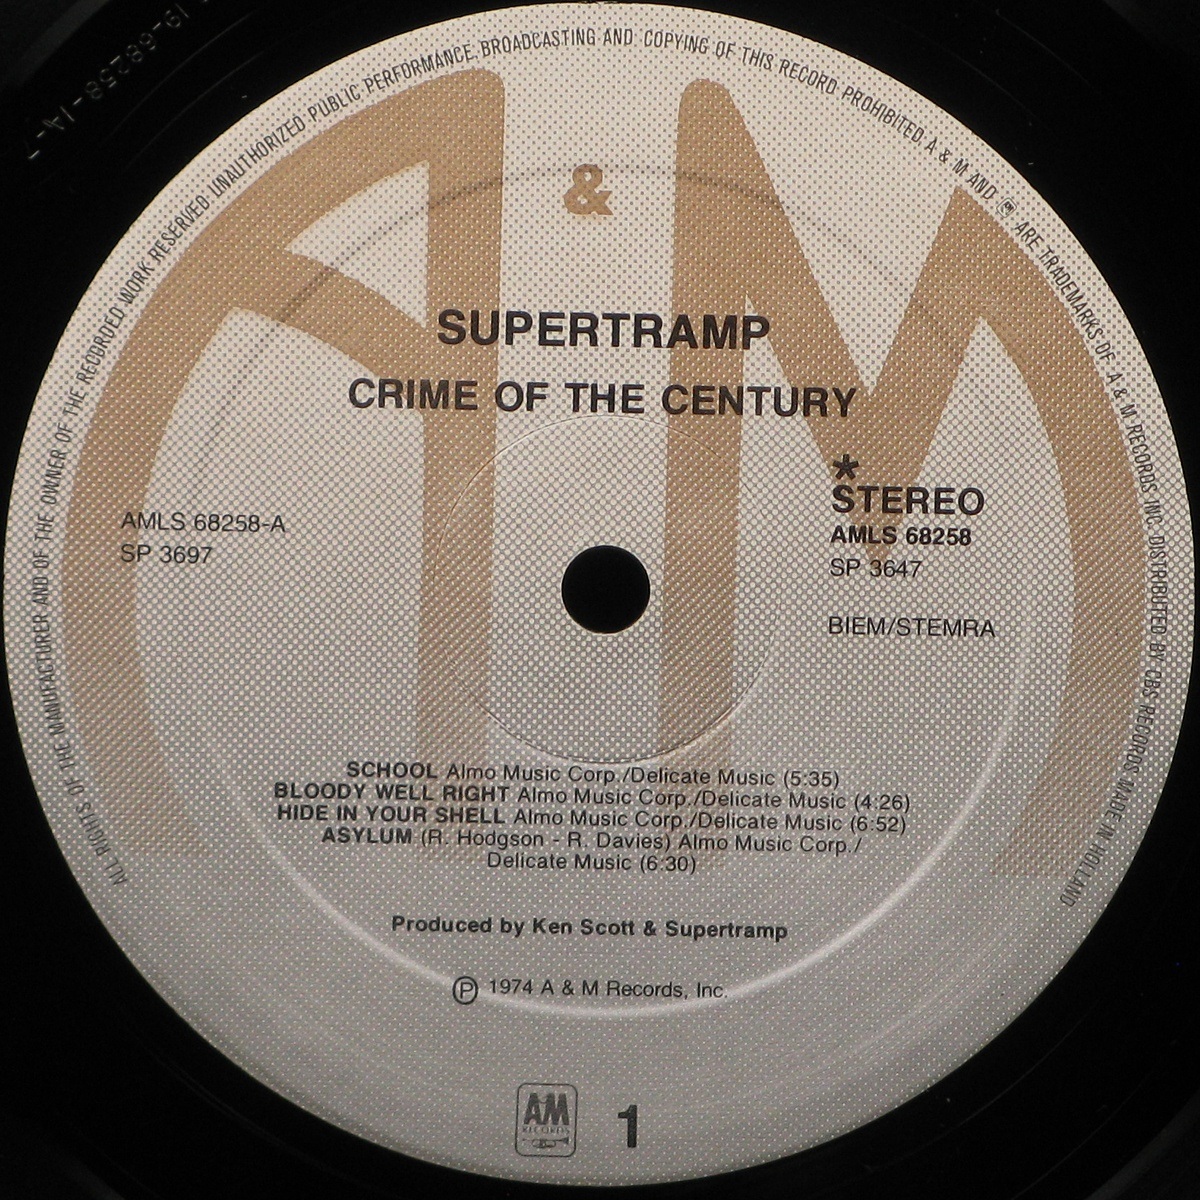 ALL RIGHTS OF THE MANUFACTURER AND OF THE OWNER OF THE RECORDED WORK RESERVED UNAUTHORIZED PUBLIC PERFORMANCE, BROADCASTING AND COPYING OF THIS RECORD PROHIBITED, A & M AND AM ARE TRADEMARKS OF A & M RECORDS INC. DISTRIBUTED BY CBS RECORDS MADE IN HOLLAND
A & M
SUPERTRAMP
CRIME OF THE CENTURY
*
STEREO
AMLS 68258-A
SP 3697
AMLS 68258
SP 3647
BIEM/STEMRA
SCHOOL Almo Music Corp./Delicate Music (5:35)
BLOODY WELL RIGHT Almo Music Corp./Delicate Music (4:26)
HIDE IN YOUR SHELL Almo Music Corp./Delicate Music (6:52)
ASYLUM (R. Hodgson - R. Davies) Almo Music Corp./
Delicate Music (6:30)
Produced by Ken Scott & Supertramp
Ⓟ 1974 A & M Records, Inc.
AM
RECORDS
1